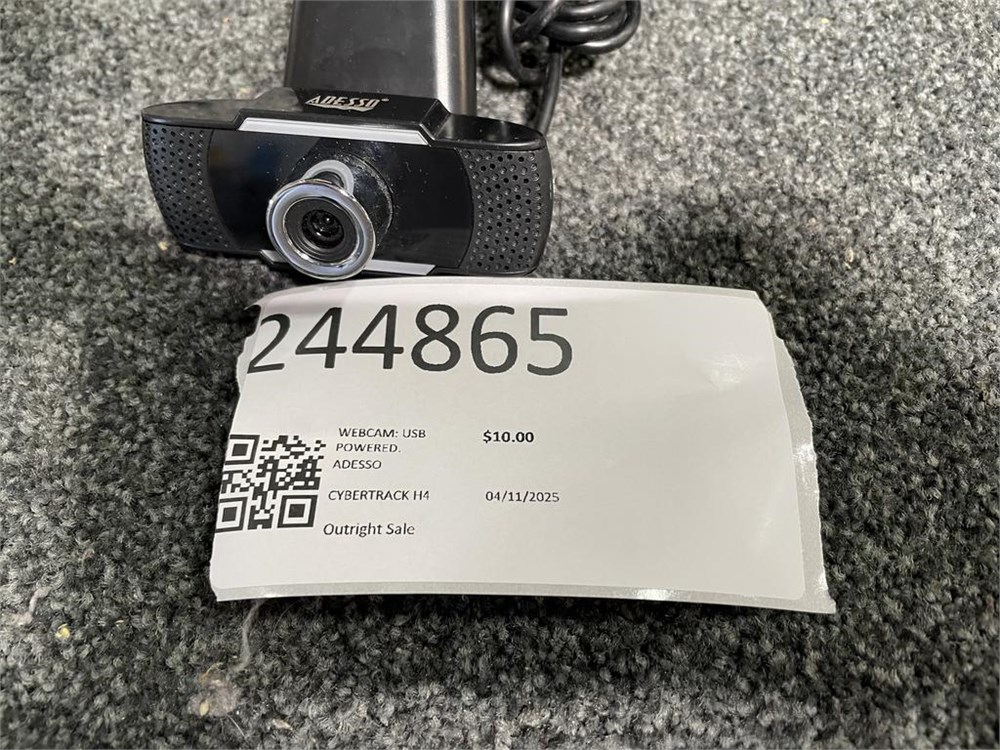 ADESSO®
244865
WEBCAM: USB $10.00
POWERED.
ADESSO
CYBERTRACK H4 04/11/2025
Outright Sale